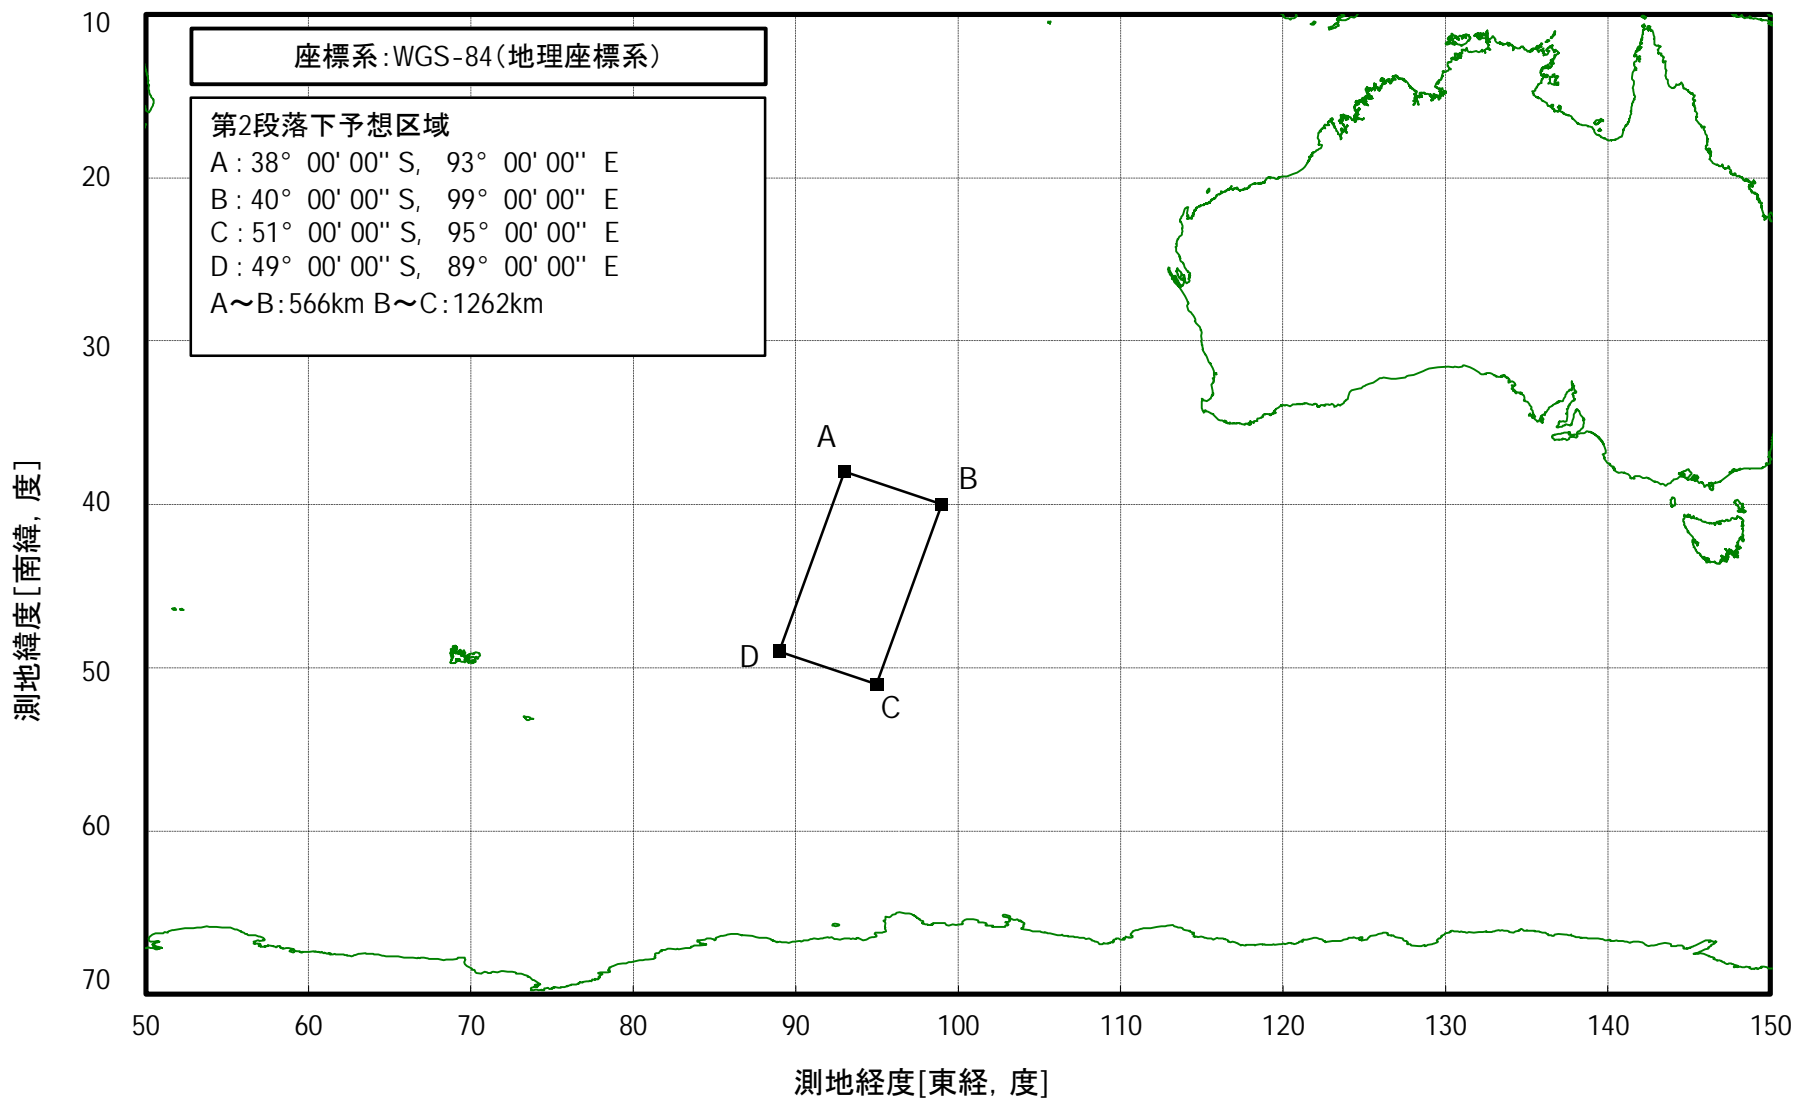 座標系:WGS-84(地理座標系)
第2段落下予想区域
A : 38° 00' 00" S, 93° 00' 00" E
B : 40° 00' 00" S, 99° 00' 00" E
C : 51° 00' 00" S, 95° 00' 00" E
D : 49° 00' 00" S, 89° 00' 00" E
A～B:566km B～C:1262km
10
20
30
40
50
60
70
測地緯度[南緯, 度]
A
B
D
C
50 60 70 80 90 100 110 120 130 140 150
測地経度[東経, 度]